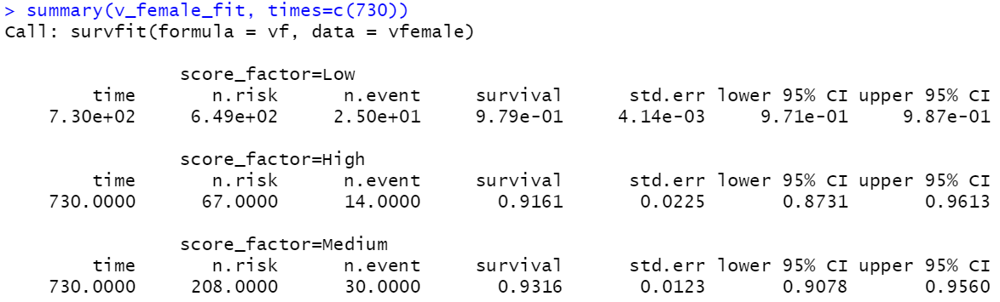 > summary(v_female_fit, times=c(730))
Call: survfit(formula = vf, data = vfemale)
score_factor=Low
time n.risk n.event survival std.err lower 95% CI upper 95% CI
7.30e+02 6.49e+02 2.50e+01 9.79e-01 4.14e-03 9.71e-01 9.87e-01
score_factor=High
time n.risk n.event survival std.err lower 95% CI upper 95% CI
730.0000 67.0000 14.0000 0.9161 0.0225 0.8731 0.9613
score_factor=Medium
time n.risk n.event survival std.err lower 95% CI upper 95% CI
730.0000 208.0000 30.0000 0.9316 0.0123 0.9078 0.9560